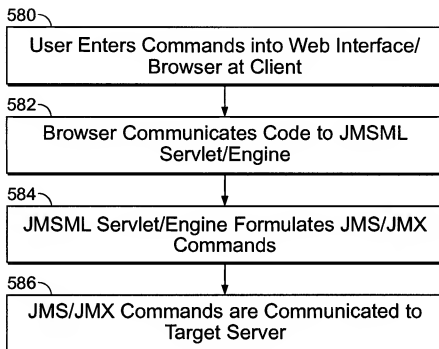 580
User Enters Commands into Web Interface/
Browser at Client
582
Browser Communicates Code to JMSML
Servlet/Engine
584
JMSML Servlet/Engine Formulates JMS/JMX
Commands
586
JMS/JMX Commands are Communicated to
Target Server